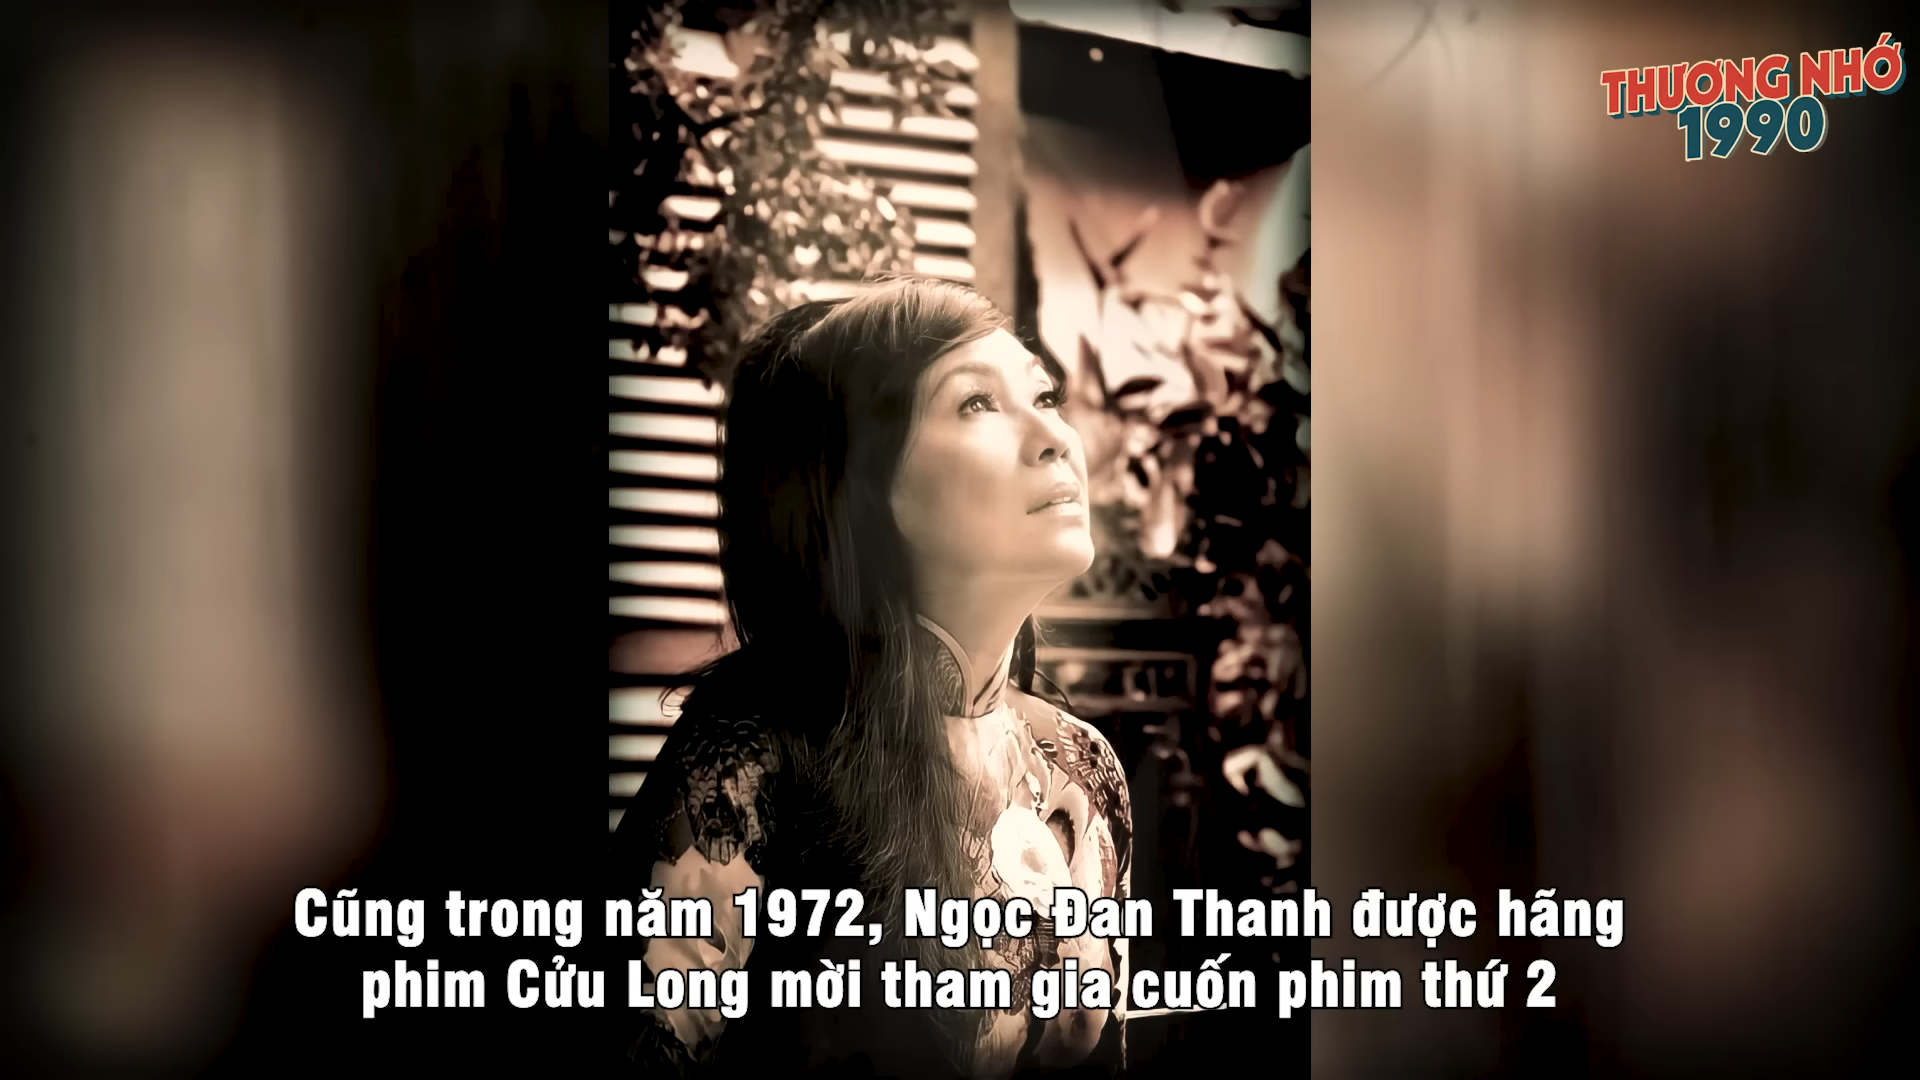 THƯƠNG NHỚ
1990
Cũng trong năm 1972, Ngọc Đan Thanh được hãng
phim Cửu Long mời tham gia cuốn phim thứ 2